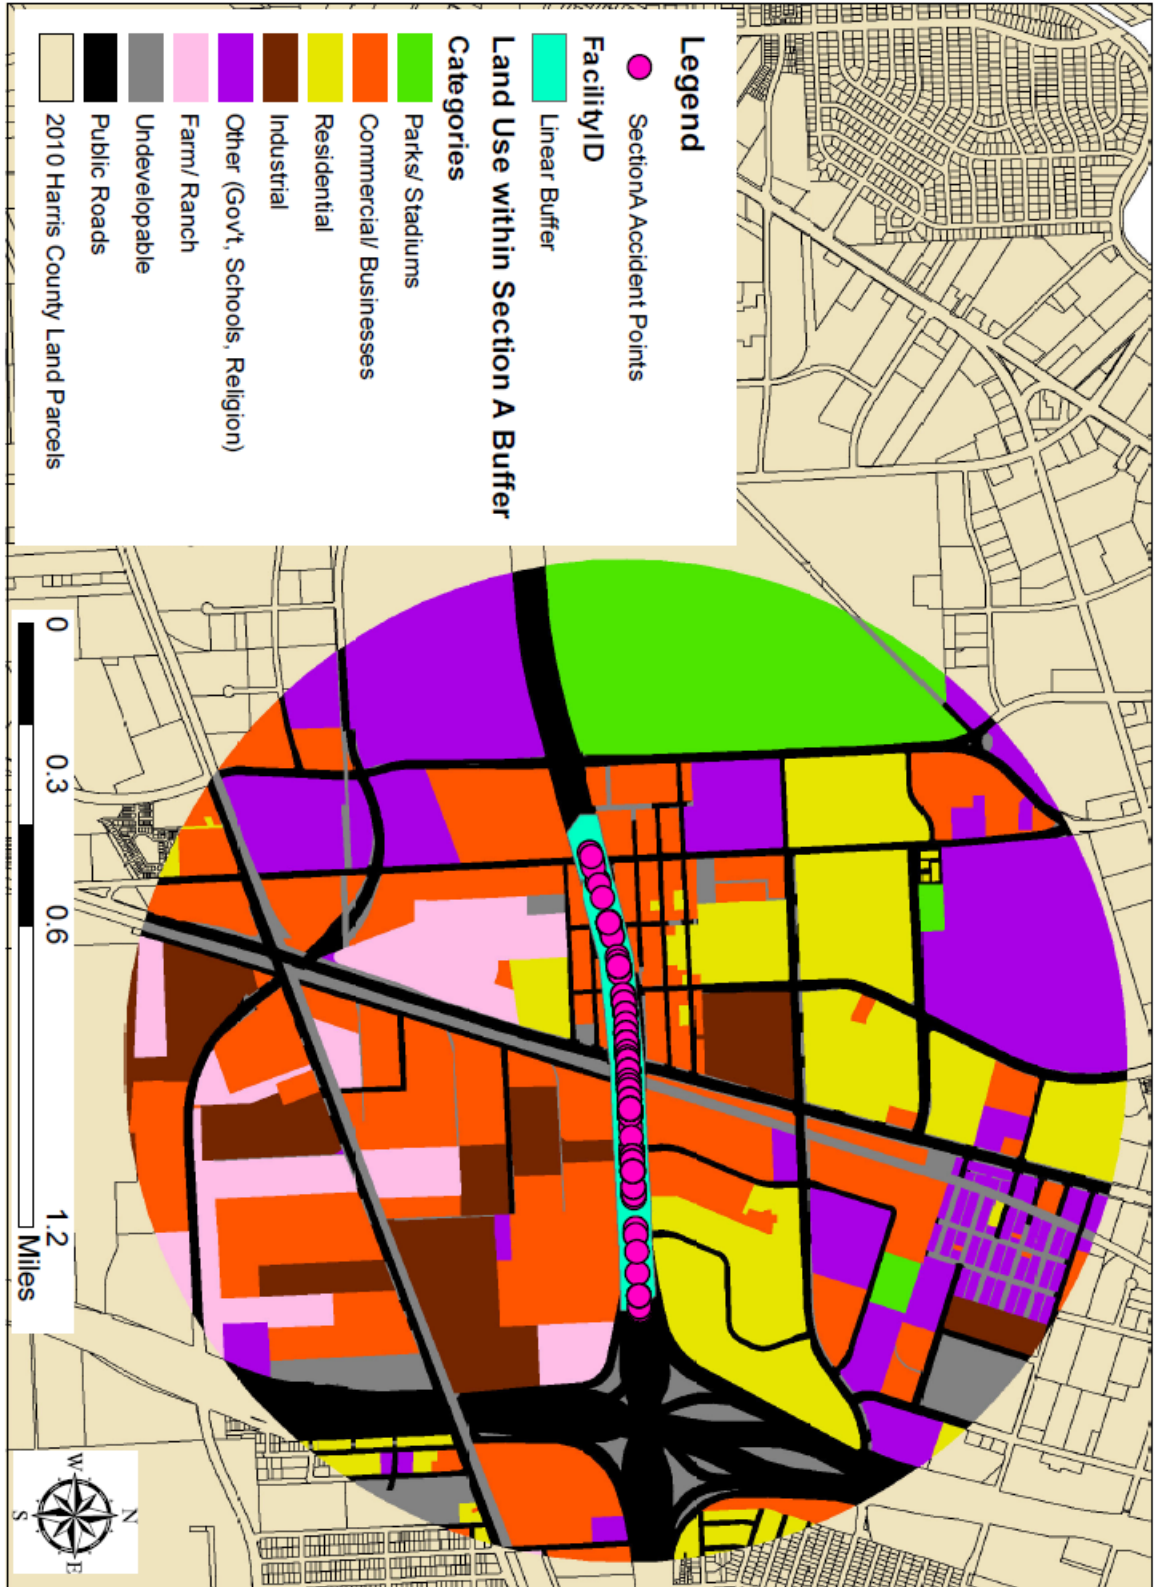 Legend
SectionA Accident Points
FacilityID
Linear Buffer
Land Use within Section A Buffer
Categories
Parks/ Stadiums
Commercial/ Businesses
Residential
Industrial
Other (Gov't, Schools, Religion)
Farm/ Ranch
Undevelopable
Public Roads
2010 Harris County Land Parcels
0 0.3 0.6 1.2
Miles
N
W E
S